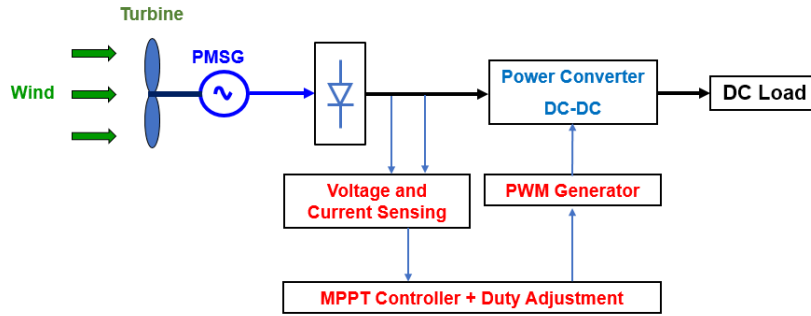 Turbine
PMSG
Wind
Power Converter
DC-DC
DC Load
Voltage and
Current Sensing
PWM Generator
MPPT Controller + Duty Adjustment